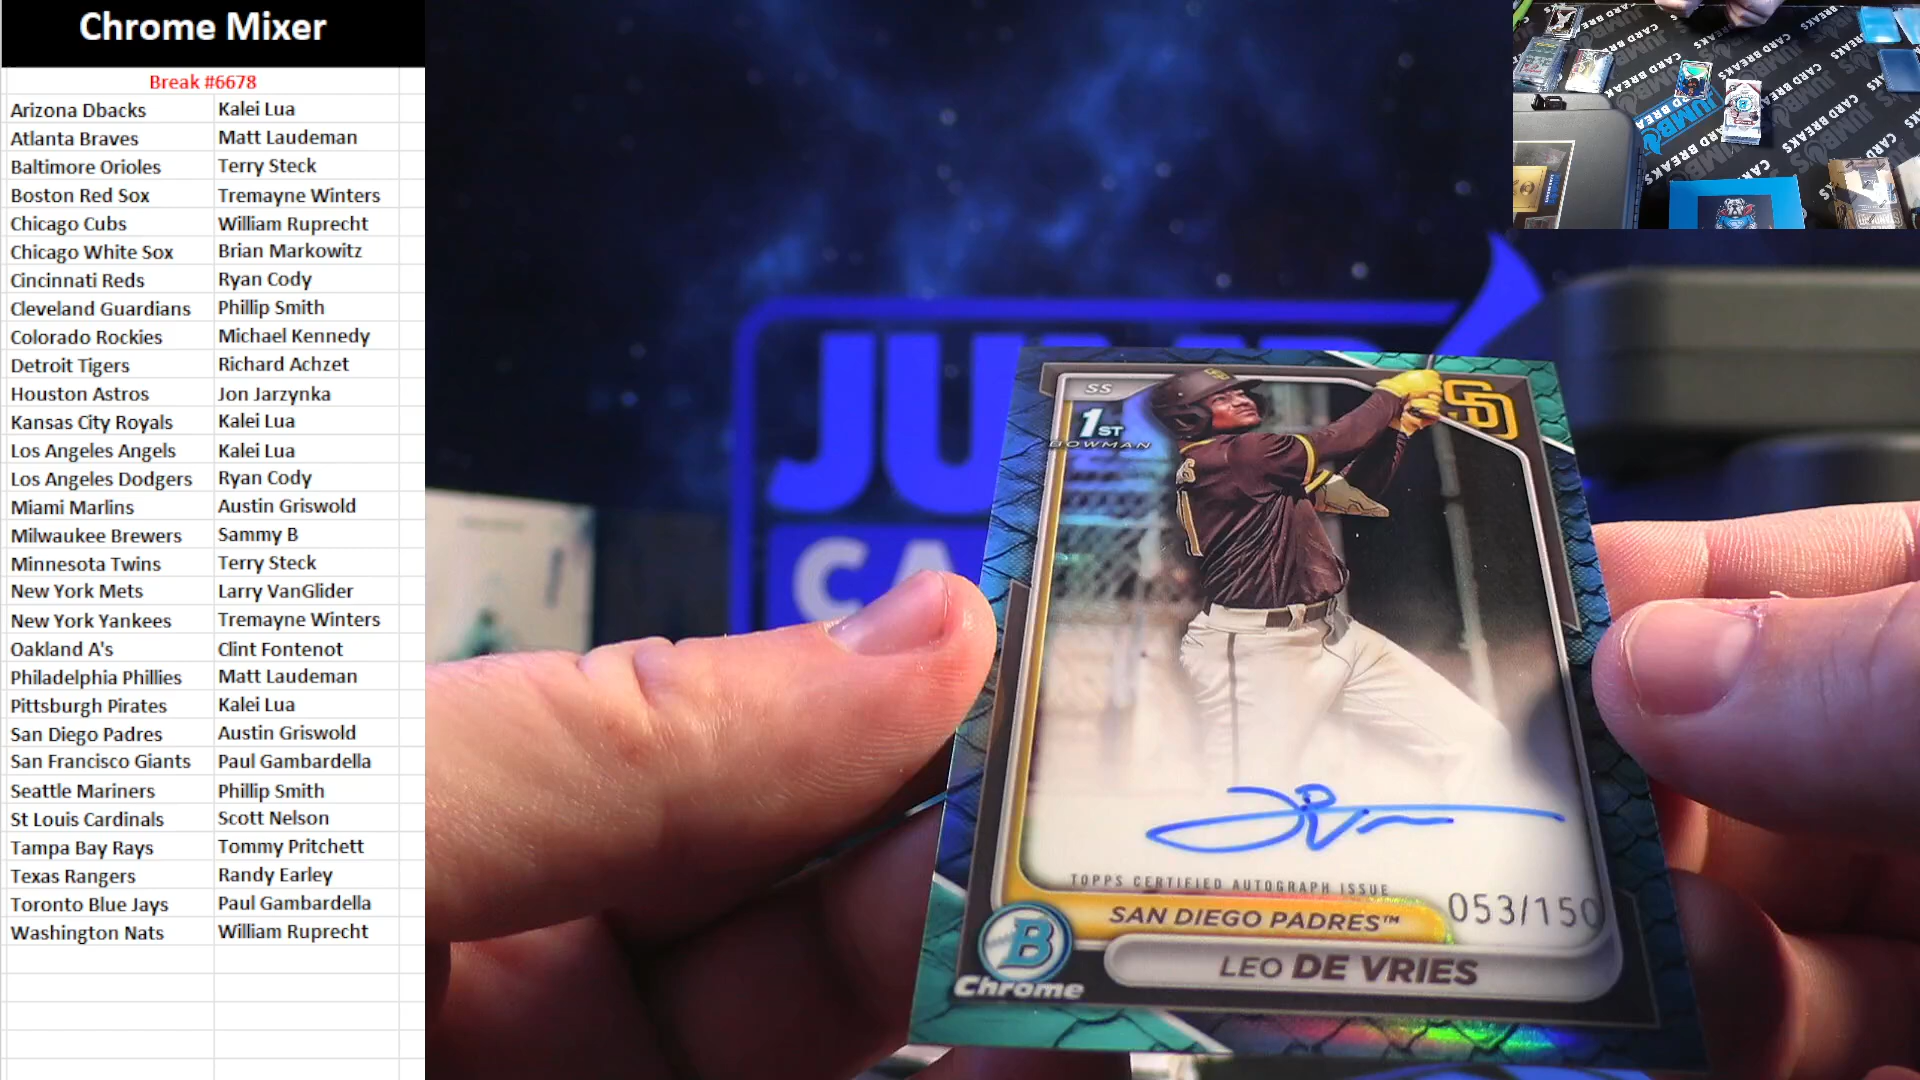 Chrome Mixer
Break #6678
Arizona Dbacks Kalei Lua
Atlanta Braves Matt Laudeman
Baltimore Orioles Terry Steck
Boston Red Sox Tremayne Winters
Chicago Cubs William Ruprecht
Chicago White Sox Brian Markowitz
Cincinnati Reds Ryan Cody
Cleveland Guardians Phillip Smith
Colorado Rockies Michael Kennedy
Detroit Tigers Richard Achzet
Houston Astros Jon Jarzynka
Kansas City Royals Kalei Lua
Los Angeles Angels Kalei Lua
Los Angeles Dodgers Ryan Cody
Miami Marlins Austin Griswold
Milwaukee Brewers Sammy B
Minnesota Twins Terry Steck
New York Mets Larry VanGlider
New York Yankees Tremayne Winters
Oakland A's Clint Fontenot
Philadelphia Phillies Matt Laudeman
Pittsburgh Pirates Kalei Lua
San Diego Padres Austin Griswold
San Francisco Giants Paul Gambardella
Seattle Mariners Phillip Smith
St Louis Cardinals Scott Nelson
Tampa Bay Rays Tommy Pritchett
Texas Rangers Randy Earley
Toronto Blue Jays Paul Gambardella
Washington Nats William Ruprecht
CARD BREAKS
JUMBO
SS
SD
1ST
BOWMAN
TOPPS CERTIFIED AUTOGRAPH ISSUE
053/150
SAN DIEGO PADRES™
LEO DE VRIES
B
Chrome